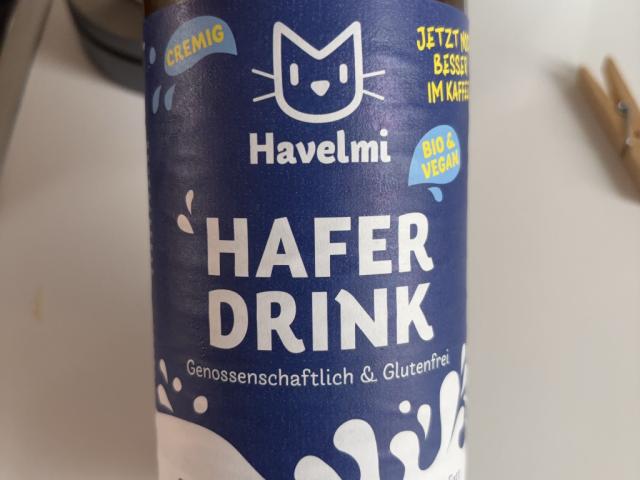 CREMIG
JETZT
BESSER
IM KAFFEE
Havelmi
BIO &
VEGAN
HAFER
DRINK
Genossenschaftlich & Glutenfrei